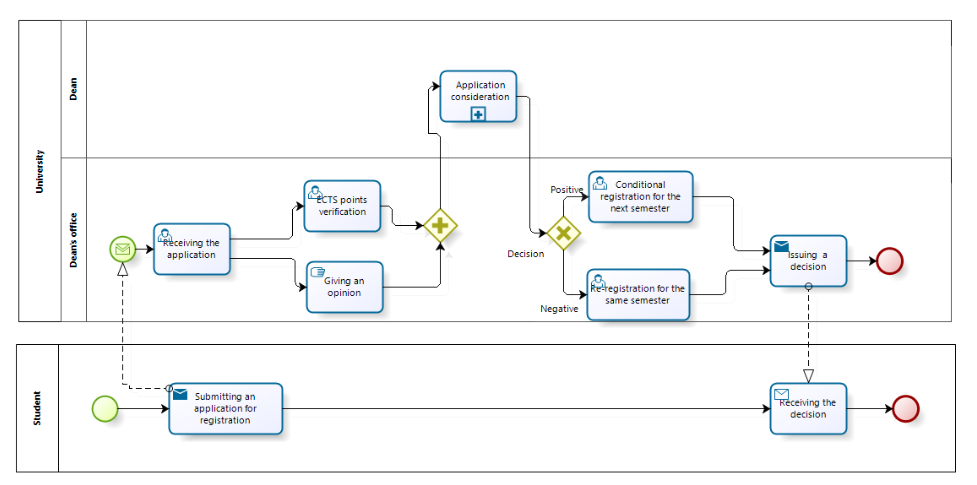 University
Dean
Application
consideration
Dean's office
Receiving the
application
ECTS points
verification
Giving an
opinion
Decision
Positive
Negative
Conditional
registration for the
next semester
Re-registration for the
same semester
Issuing a
decision
Student
Submitting an
application for
registration
Receiving the
decision